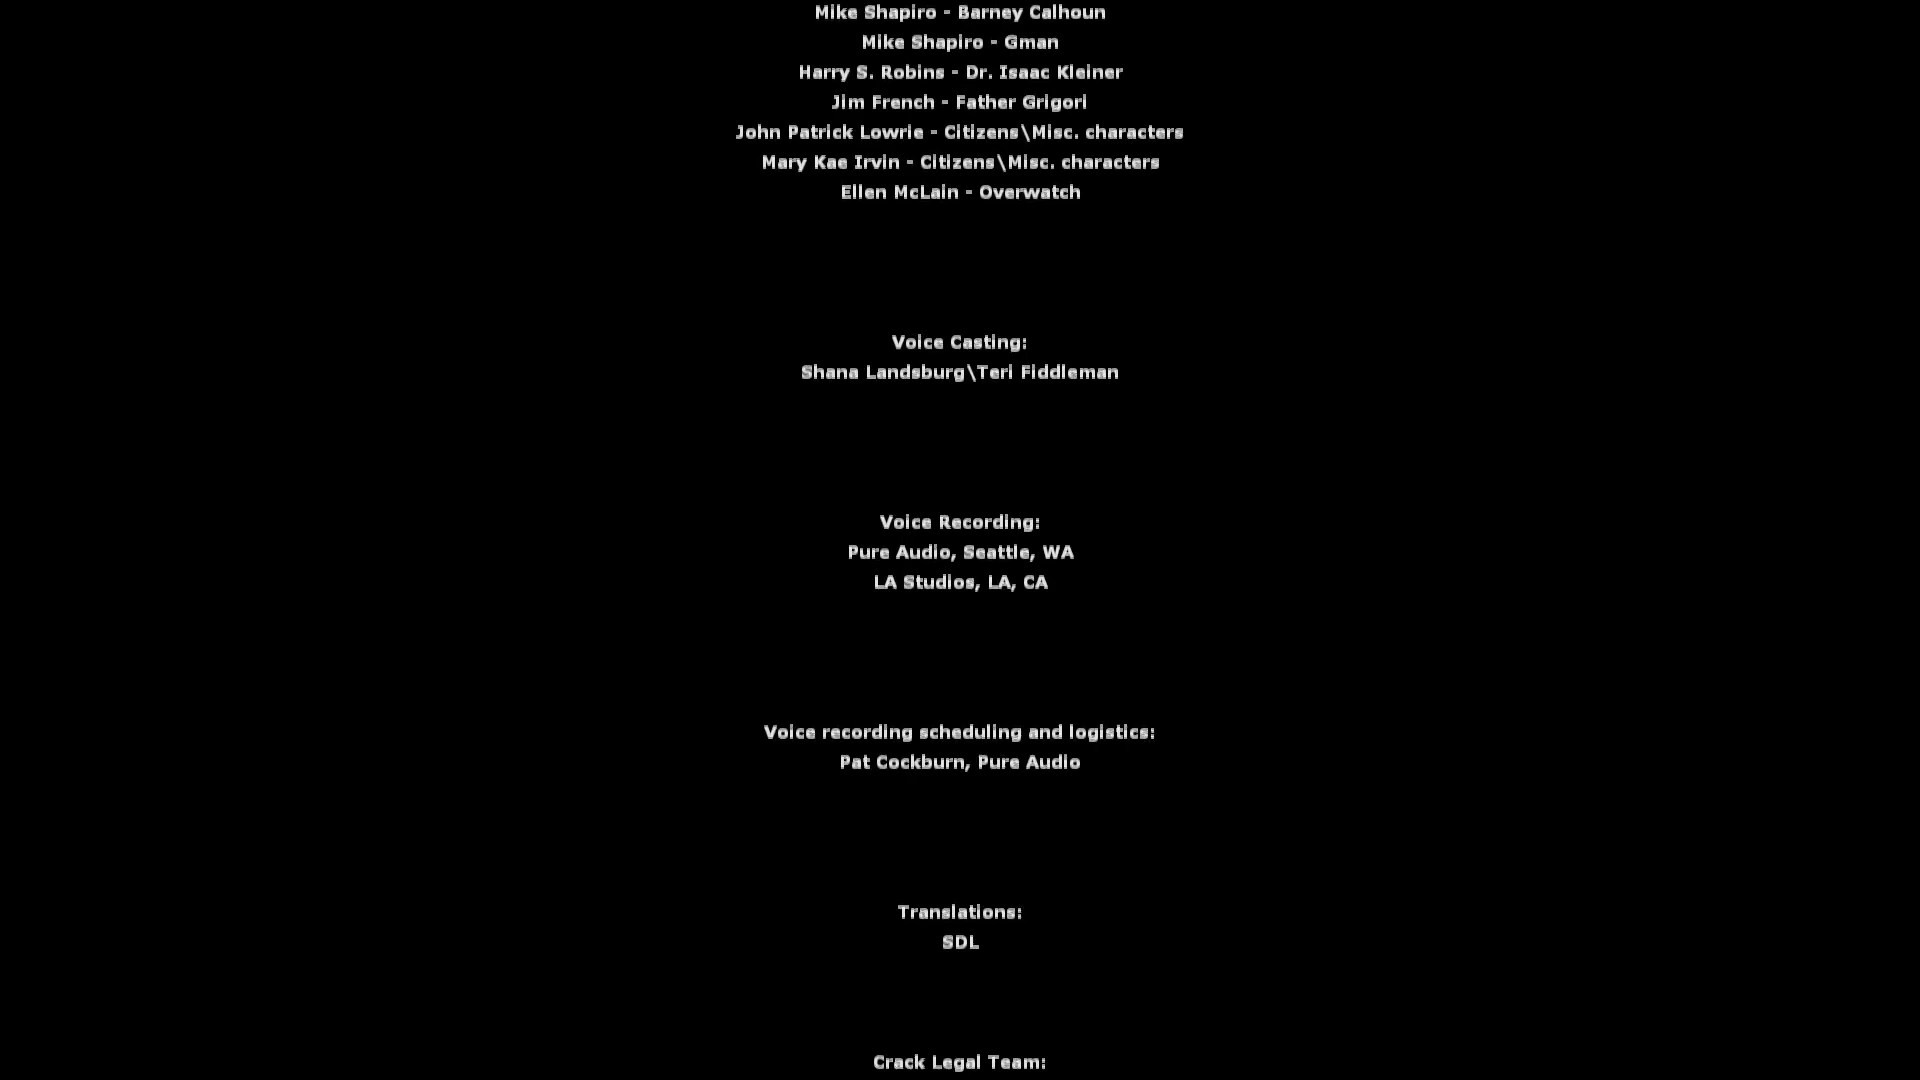 Mike Shapiro - Barney Calhoun
Mike Shapiro - Gman
Harry S. Robins - Dr. Isaac Kleiner
Jim French - Father Grigori
John Patrick Lowrie - Citizens\Misc. characters
Mary Kae Irvin - Citizens\Misc. characters
Ellen McLain - Overwatch
Voice Casting:
Shana Landsburg\Teri Fiddleman
Voice Recording:
Pure Audio, Seattle, WA
LA Studios, LA, CA
Voice recording scheduling and logistics:
Pat Cockburn, Pure Audio
Translations:
SDL
Crack Legal Team: